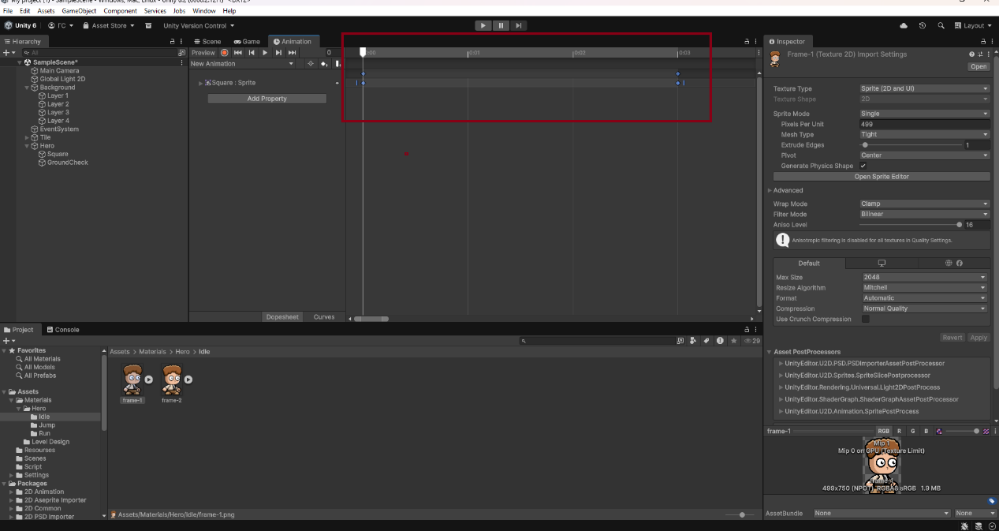 My project (1) - SampleScene - Windows, Mac, Linux - Unity 6.2 (6000.2.12f1)* <DX12>
File Edit Assets GameObject Component Services Jobs Window Help
Unity 6 ГС Asset Store Unity Version Control Layout
Hierarchy
All
SampleScene*
Main Camera
Global Light 2D
Background
Layer 1
Layer 2
Layer 3
Layer 4
EventSystem
Tile
Hero
Square
GroundCheck
Scene Game Animation
Preview 0 0:00 0:01 0:02 0:03
New Animation
Square : Sprite
Add Property
Dopesheet Curves
Inspector
Frame-1 (Texture 2D) Import Settings
Open
Texture Type Sprite (2D and UI)
Texture Shape 2D
Sprite Mode Single
Pixels Per Unit 499
Mesh Type Tight
Extrude Edges 1
Pivot Center
Generate Physics Shape
Open Sprite Editor
Advanced
Wrap Mode Clamp
Filter Mode Bilinear
Aniso Level 16
Anisotropic filtering is disabled for all textures in Quality Settings.
Default
Max Size 2048
Resize Algorithm Mitchell
Format Automatic
Compression Normal Quality
Use Crunch Compression
Revert Apply
Asset PostProcessors
UnityEditor.U2D.PSD.PSDImporterAssetPostProcessor
UnityEditor.U2D.Sprites.SpriteSlicePostprocessor
UnityEditor.Rendering.Universal.Light2DPostProcess
UnityEditor.ShaderGraph.ShaderGraphAssetPostProcessor
UnityEditor.U2D.Animation.SpritePostProcess
frame-1 RGB R G B
Mip 1
Mip 0 on GPU (Texture Limit)
frame-1
499x750 (NPOT) RGBA8 sRGB 1.9 MB
AssetBundle None None
Project Console
29
Favorites
All Materials
All Models
All Prefabs
Assets
Materials
Hero
Idle
Jump
Run
Level Design
Resourses
Scenes
Script
Settings
Packages
2D Animation
2D Aseprite Importer
2D Common
2D PSD Importer
Assets > Materials > Hero > Idle
frame-1 frame-2
Assets/Materials/Hero/Idle/frame-1.png